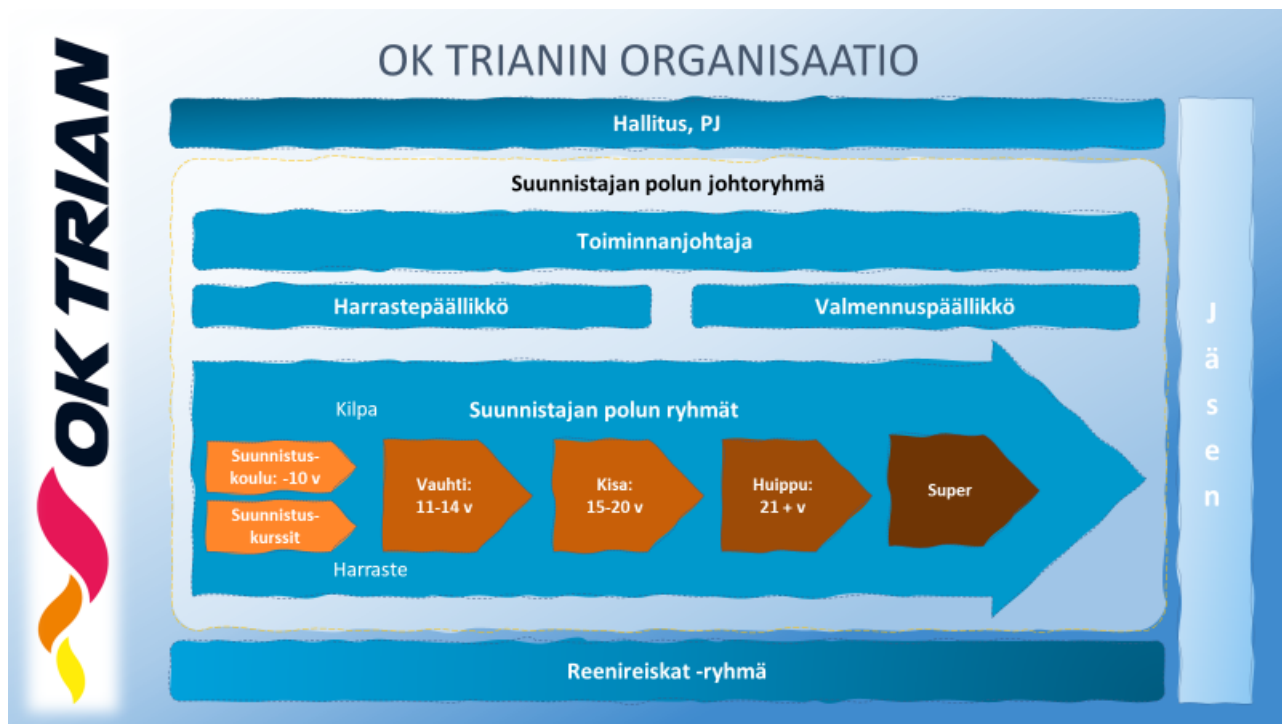 OK TRIAN
OK TRIANIN ORGANISAATIO
Hallitus, PJ
Suunnistajan polun johtoryhmä
Toiminnanjohtaja
Harrastepäällikkö
Valmennuspäällikkö
Kilpa
Suunnistajan polun ryhmät
Suunnistus-
koulu: -10 v
Suunnistus-
kurssit
Vauhti:
11-14 v
Kisa:
15-20 v
Huippu:
21 + v
Super
Harraste
Reenireiskat -ryhmä
J
ä
s
e
n